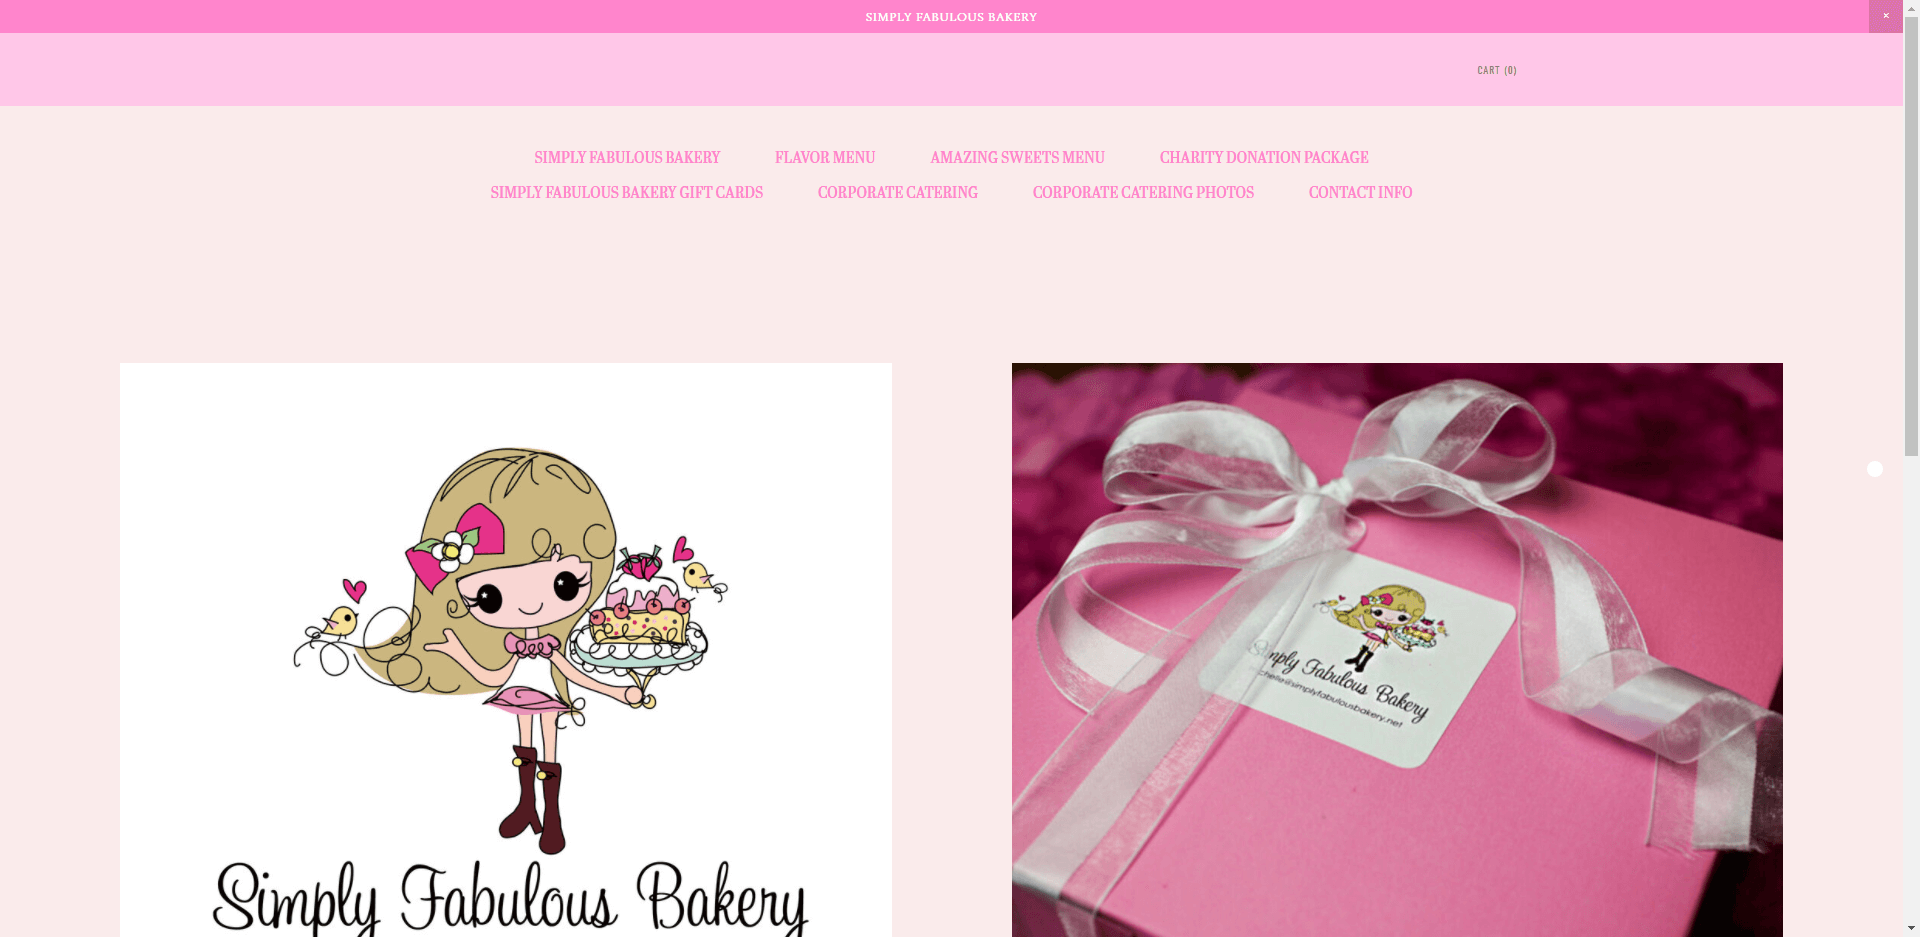 SIMPLY FABULOUS BAKERY
×
CART (0)
SIMPLY FABULOUS BAKERY FLAVOR MENU AMAZING SWEETS MENU CHARITY DONATION PACKAGE
SIMPLY FABULOUS BAKERY GIFT CARDS CORPORATE CATERING CORPORATE CATERING PHOTOS CONTACT INFO
Simply Fabulous Bakery
Simply Fabulous Bakery
chelle@simplyfabulousbakery.net